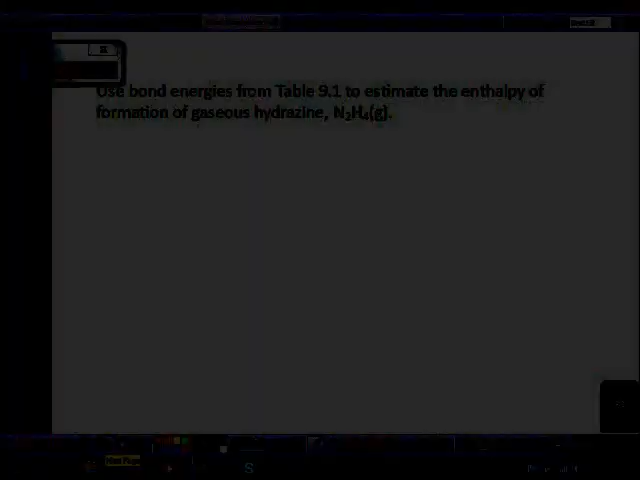 Use bond energies from Table 9.1 to estimate the enthalpy of
formation of gaseous hydrazine, N₂H₄(g).